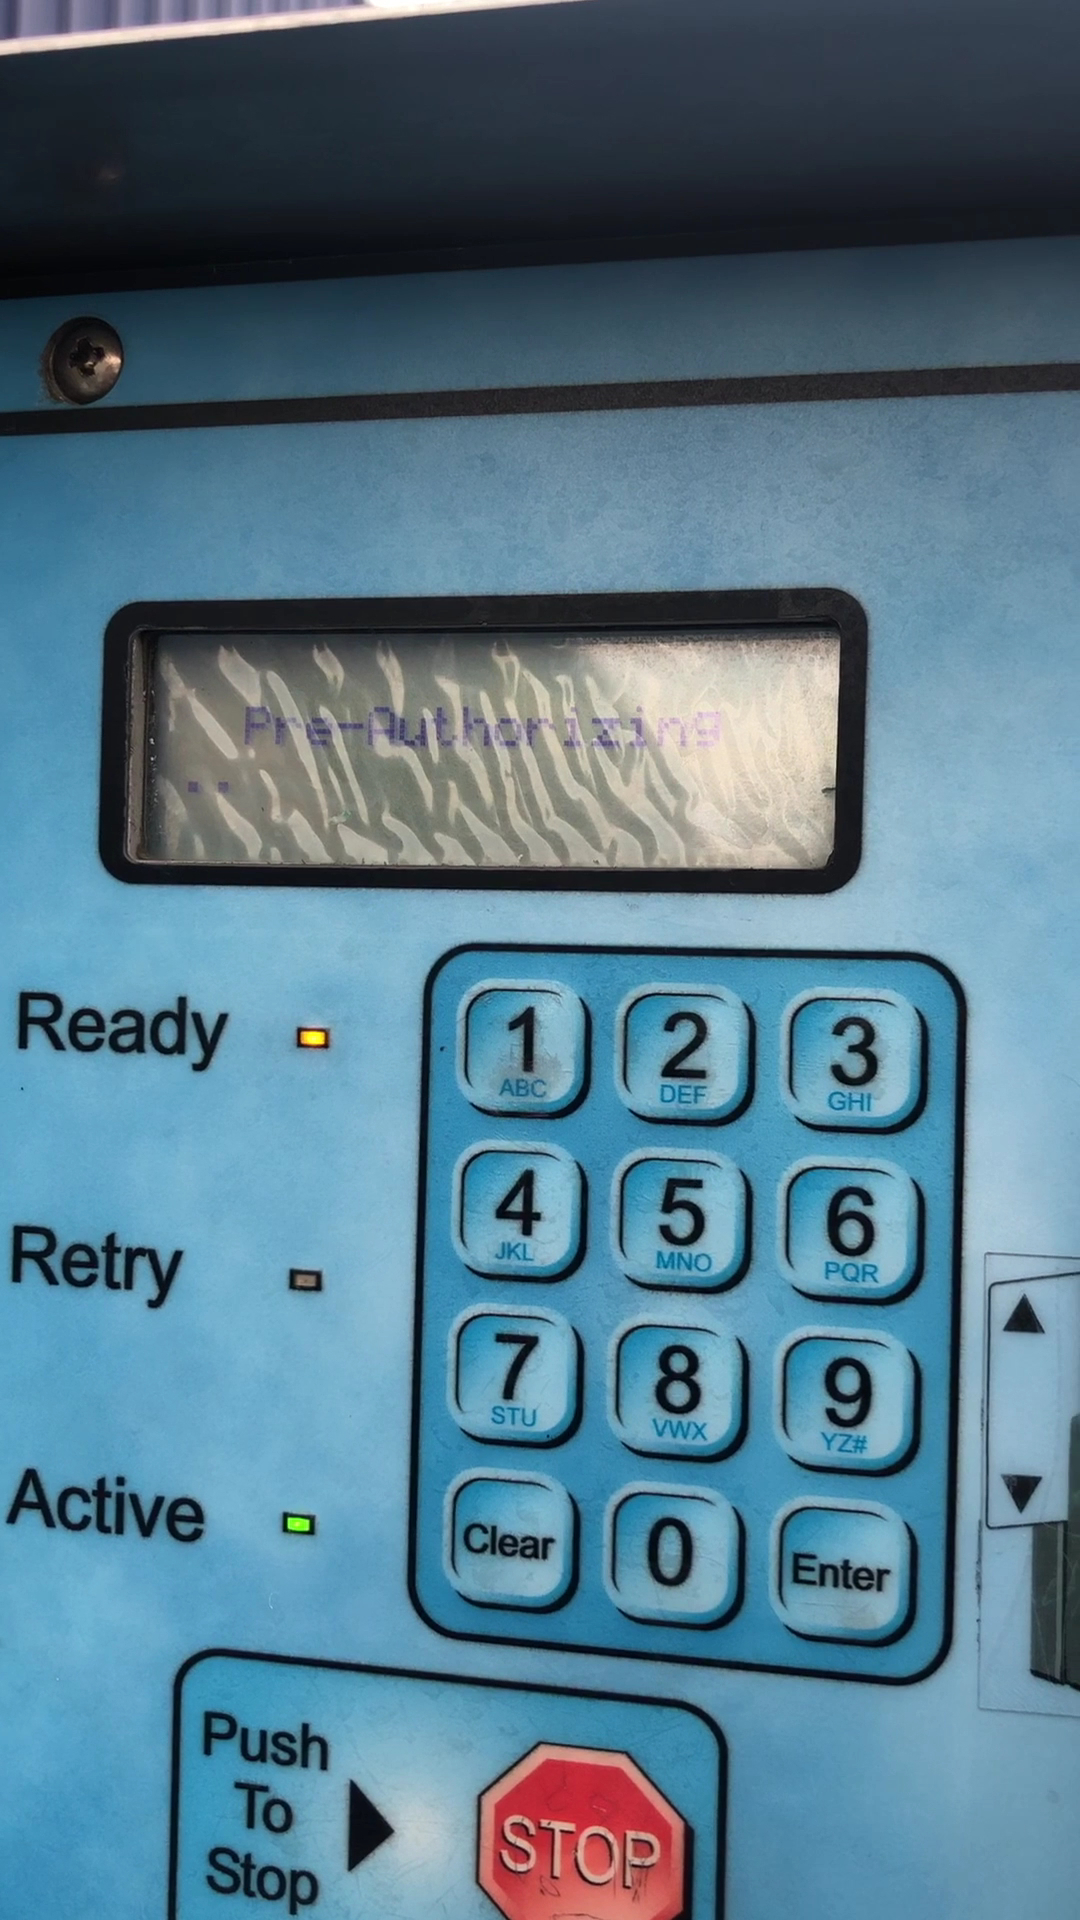 Pre-Authorizing
..
Ready
1 2 3
ABC DEF GHI
Retry
4 5 6
JKL MNO PQR
7 8 9
STU VWX YZ#
Active
Clear 0 Enter
Push
To
Stop
STOP